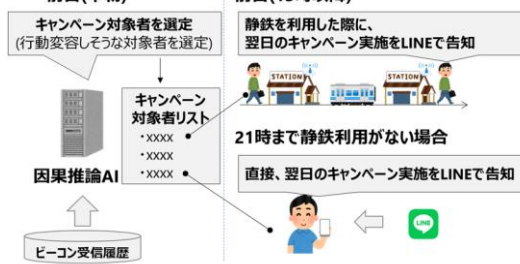 キャンペーン対象者を選定
(行動変容しそうな対象者を選定)
キャンペーン
対象者リスト
・xxxx
・xxxx
・xxxx
因果推論AI
ビーコン受信履歴
静鉄を利用した際に、
翌日のキャンペーン実施をLINEで告知
STATION
STATION
21時まで静鉄利用がない場合
直接、翌日のキャンペーン実施をLINEで告知
LINE